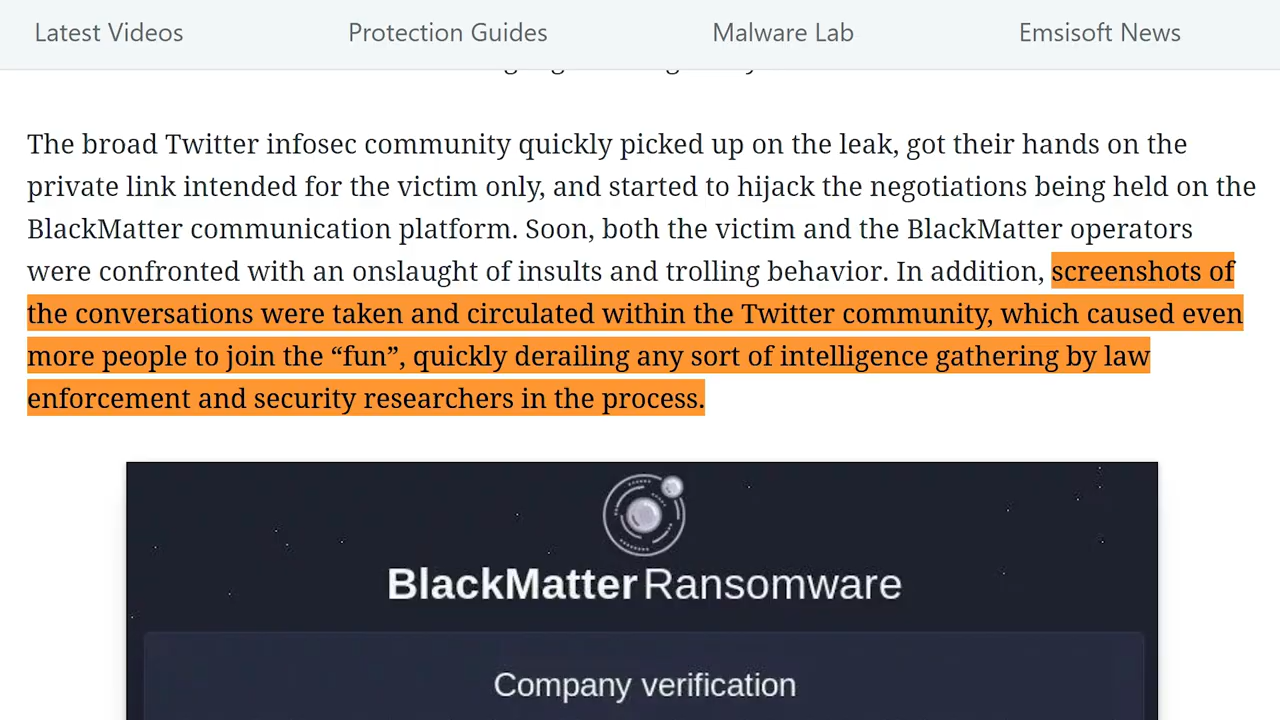 Latest Videos Protection Guides Malware Lab Emsisoft News
The broad Twitter infosec community quickly picked up on the leak, got their hands on the
private link intended for the victim only, and started to hijack the negotiations being held on the
BlackMatter communication platform. Soon, both the victim and the BlackMatter operators
were confronted with an onslaught of insults and trolling behavior. In addition, screenshots of
the conversations were taken and circulated within the Twitter community, which caused even
more people to join the “fun”, quickly derailing any sort of intelligence gathering by law
enforcement and security researchers in the process.
BlackMatter Ransomware
Company verification